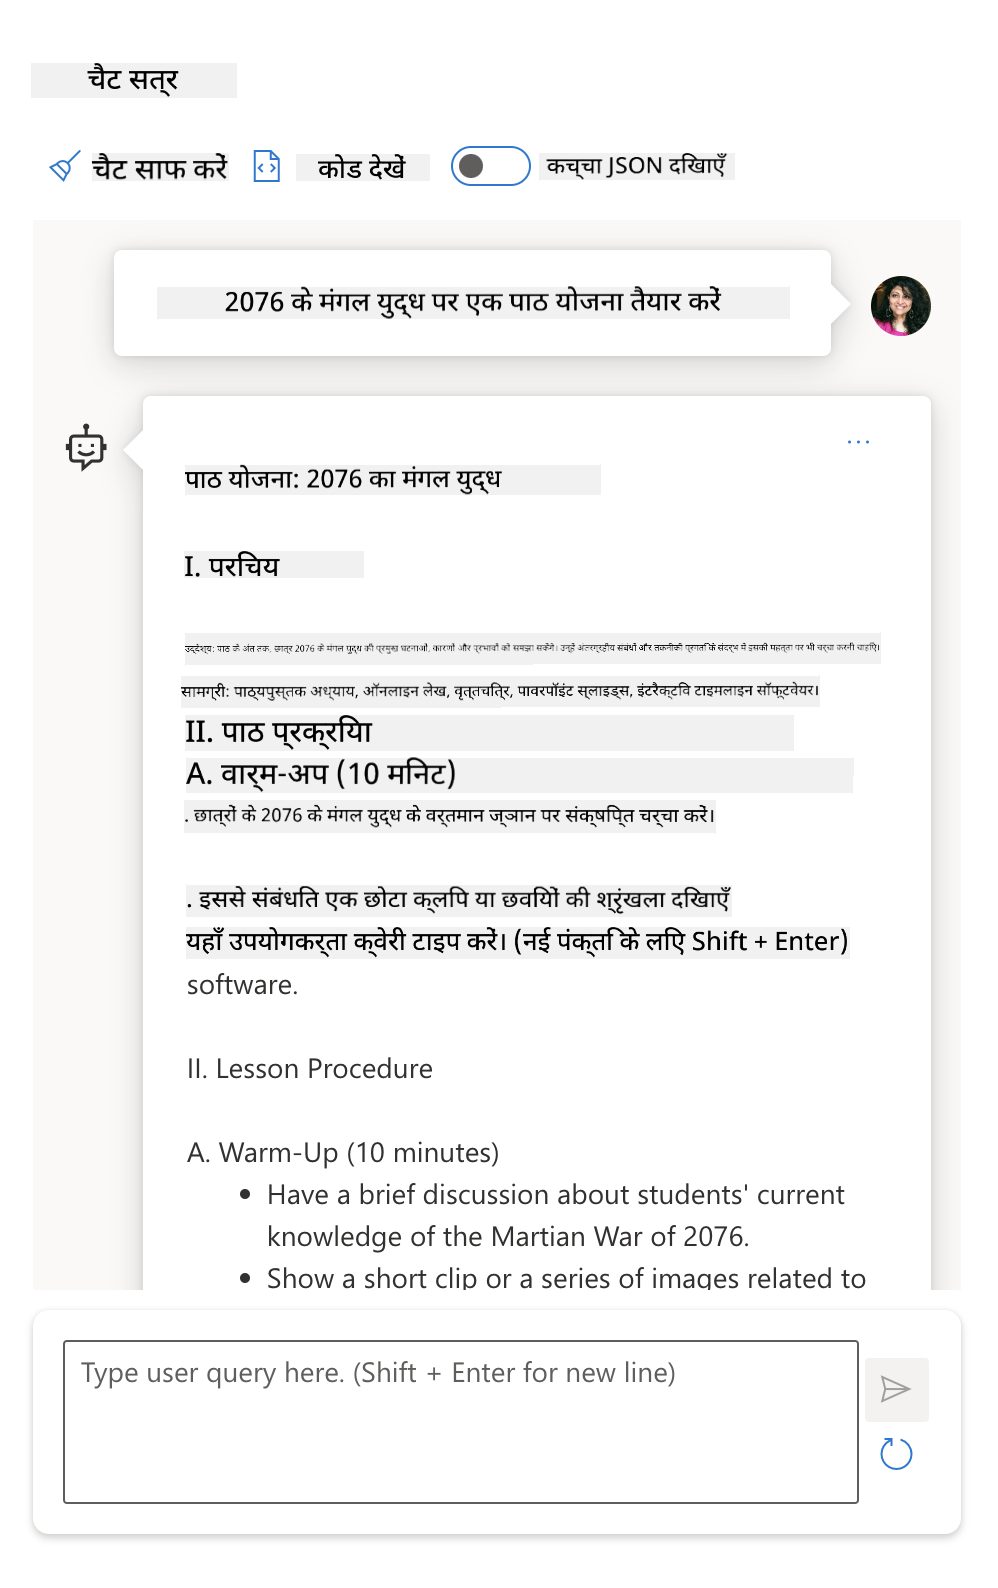 चैट सत्र
चैट साफ करें
कोड देखें
कच्चा JSON दिखाएँ
2076 के मंगल युद्ध पर एक पाठ योजना तैयार करें
पाठ योजना: 2076 का मंगल युद्ध
I. परिचय
उद्देश्य: पाठ के अंत तक, छात्र 2076 के मंगल युद्ध की प्रमुख घटनाओं, कारणों और प्रभावों को समझा सकेंगे। उन्हें अंतरग्रहीय संबंधों और तकनीकी प्रगति के संदर्भ में इसकी महत्ता पर भी चर्चा करनी चाहिए।
सामग्री: पाठ्यपुस्तक अध्याय, ऑनलाइन लेख, वृत्तचित्र, पावरपॉइंट स्लाइड्स, इंटरैक्टिव टाइमलाइन सॉफ्टवेयर।
II. पाठ प्रक्रिया
A. वार्म-अप (10 मिनट)
. छात्रों के 2076 के मंगल युद्ध के वर्तमान ज्ञान पर संक्षिप्त चर्चा करें।
. इससे संबंधित एक छोटा क्लिप या छवियों की श्रृंखला दिखाएँ
यहाँ उपयोगकर्ता क्वेरी टाइप करें। (नई पंक्ति के लिए Shift + Enter)
software.
II. Lesson Procedure
A. Warm-Up (10 minutes)
• Have a brief discussion about students' current
knowledge of the Martian War of 2076.
• Show a short clip or a series of images related to
Type user query here. (Shift + Enter for new line)